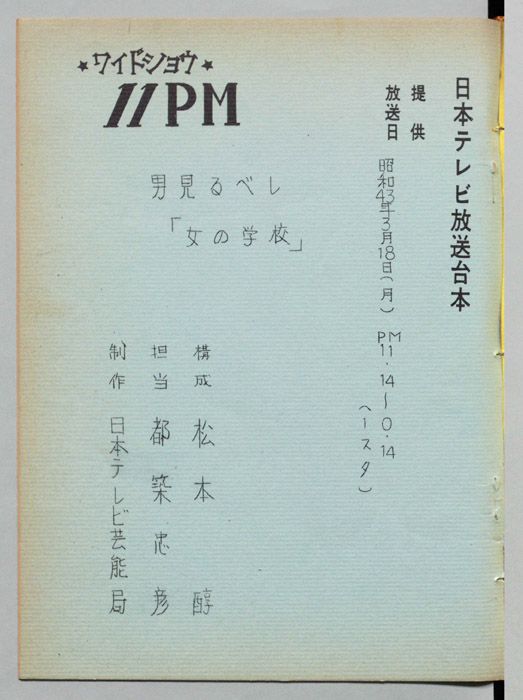 日本テレビ放送台本
提供
放送日 昭和43年3月18日(月) PM11.14~0.14
(1スタ)
★ワイドショウ★
11PM
男見るべし
「女の学校」
構成 松本醇
担当 都築忠彦
制作 日本テレビ芸能局